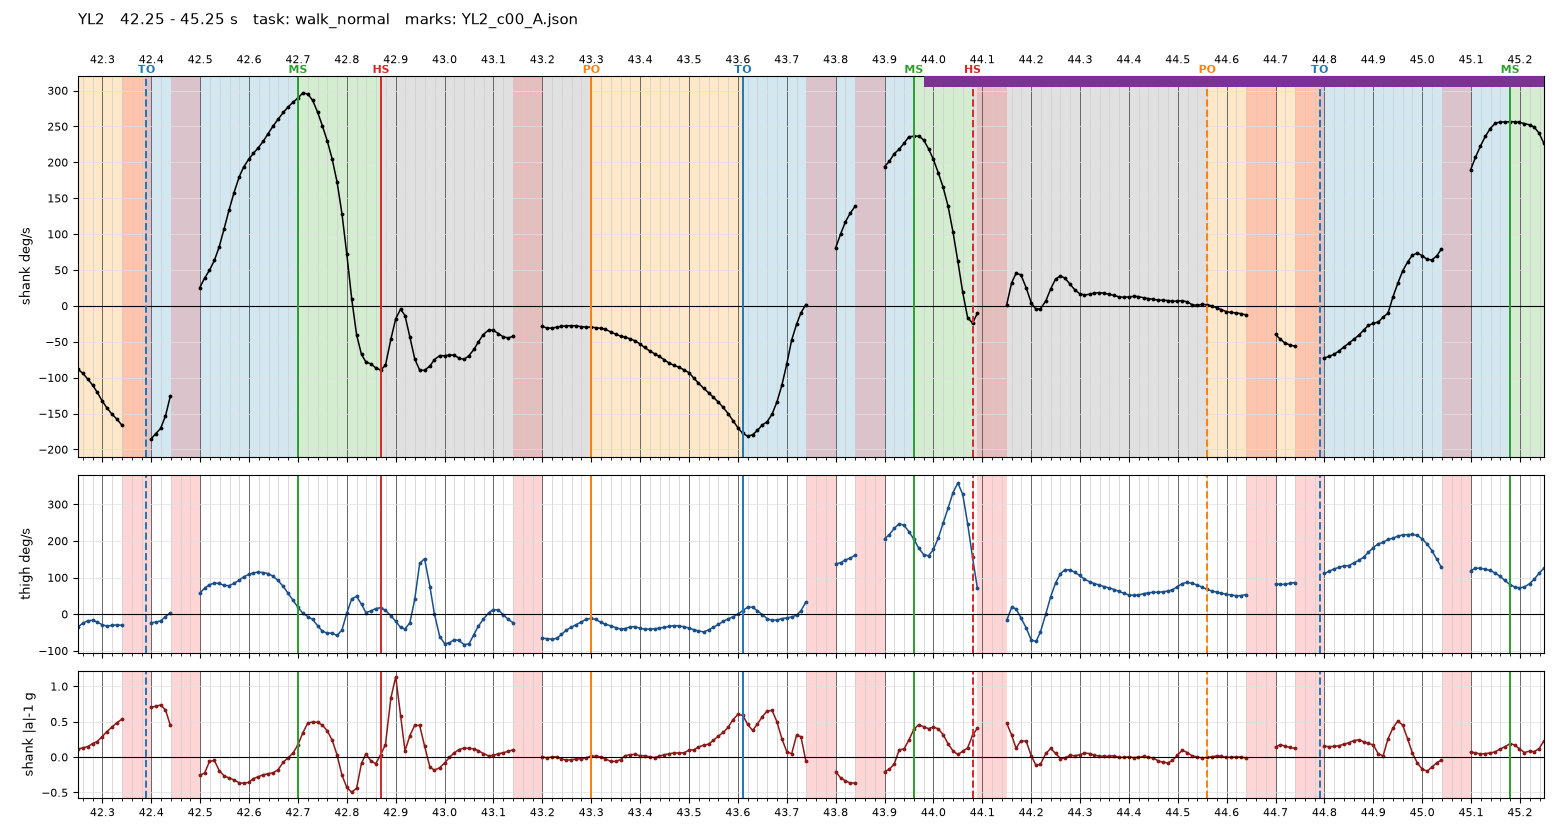 YL2   42.25 - 45.25 s   task: walk_normal   marks: YL2_c00_A.json
42.3 42.4 42.5 42.6 42.7 42.8 42.9 43.0 43.1 43.2 43.3 43.4 43.5 43.6 43.7 43.8 43.9 44.0 44.1 44.2 44.3 44.4 44.5 44.6 44.7 44.8 44.9 45.0 45.1 45.2
TO MS HS PO TO MS HS PO TO MS
300
250
200
150
100
50
0
−50
−100
−150
−200
shank deg/s
300
200
100
0
−100
thigh deg/s
1.0
0.5
0.0
−0.5
shank |a|-1 g
42.3 42.4 42.5 42.6 42.7 42.8 42.9 43.0 43.1 43.2 43.3 43.4 43.5 43.6 43.7 43.8 43.9 44.0 44.1 44.2 44.3 44.4 44.5 44.6 44.7 44.8 44.9 45.0 45.1 45.2